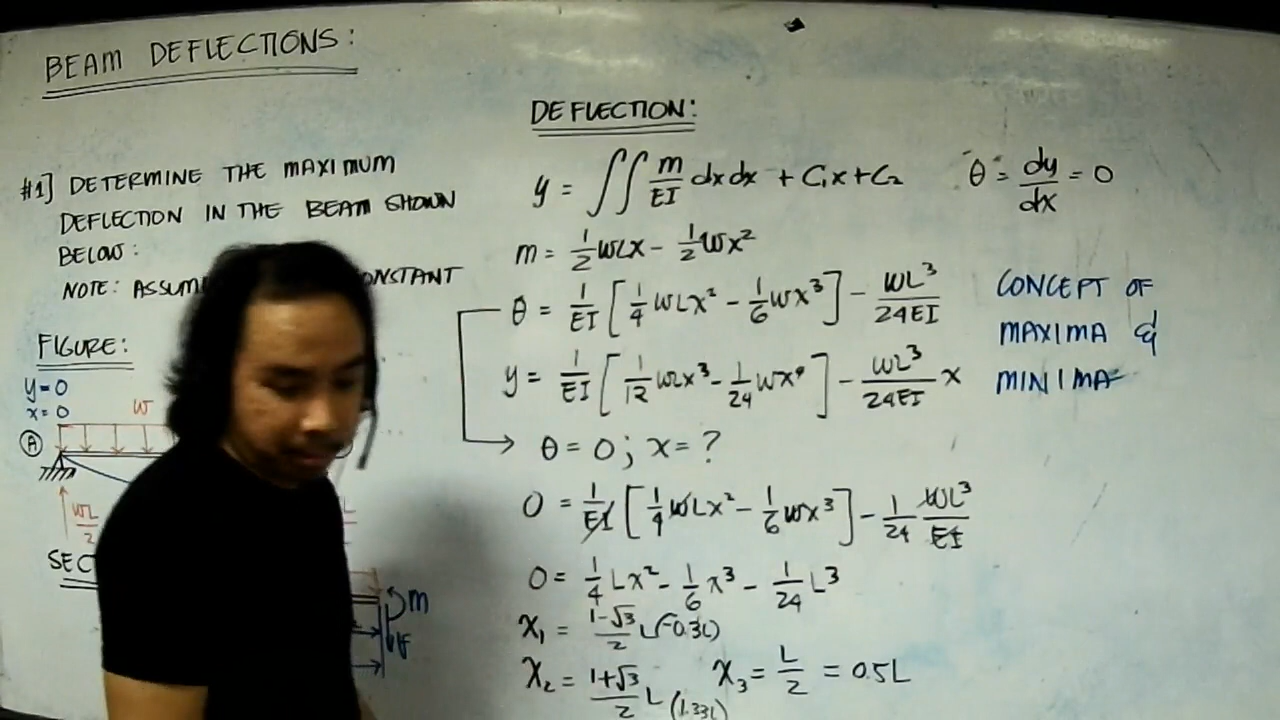 BEAM DEFLECTIONS:
#1] DETERMINE THE MAXIMUM
DEFLECTION IN THE BEAM SHOWN
BELOW:
NOTE: ASSUM ONSTANT
FIGURE:
y=0
x=0
W
A
WL/2
SEC
L
m
V
DEFLECTION:
y = ∬ m/EI dx dx + C₁x + C₂
θ = dy/dx = 0
m = 1/2 WLx − 1/2 Wx²
θ = 1/EI [1/4 WLx² − 1/6 Wx³] − WL³/24EI
y = 1/EI [1/12 WLx³ − 1/24 Wx⁴] − WL³/24EI x
θ = 0 ; x = ?
0 = 1/EI [1/4 WLx² − 1/6 Wx³] − 1/24 WL³/EI
0 = 1/4 Lx² − 1/6 x³ − 1/24 L³
x₁ = 1−√3/2 L (−0.3L)
x₂ = 1+√3/2 L (1.33L)
x₃ = L/2 = 0.5L
CONCEPT OF
MAXIMA &
MINIMA